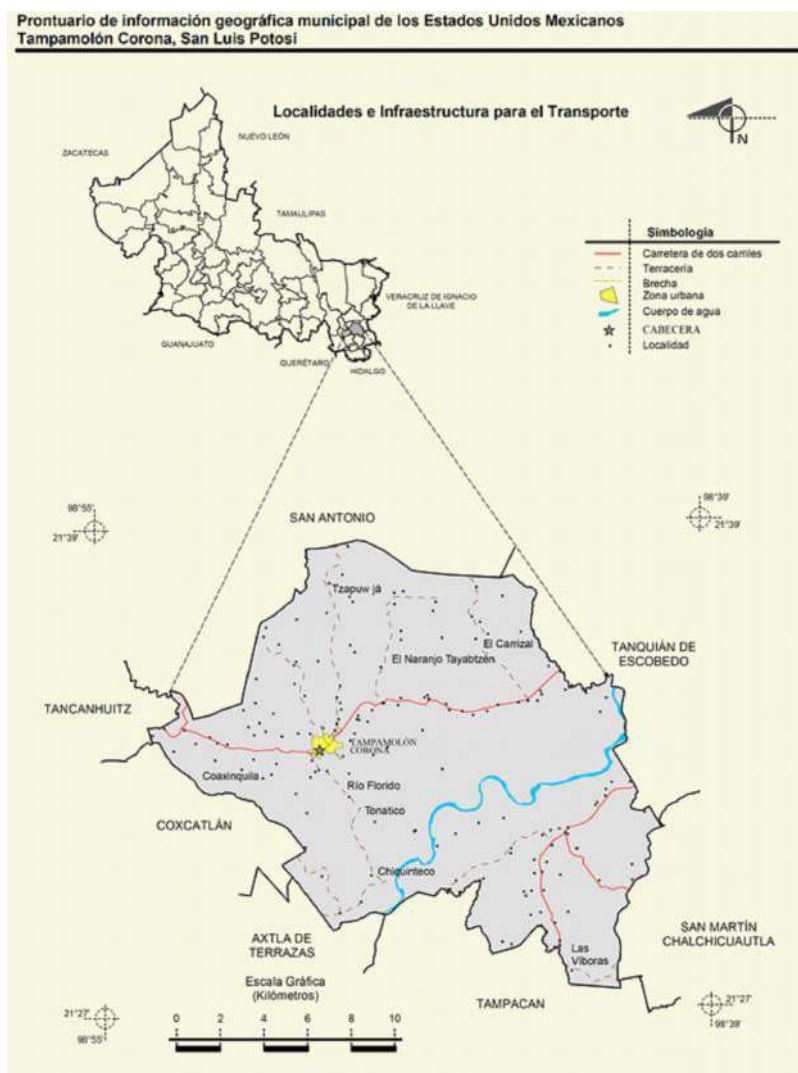 Prontuario de información geográfica municipal de los Estados Unidos Mexicanos
Tampamolón Corona, San Luis Potosi
Localidades e Infraestructura para el Transporte
N
NUEVO LEÓN
ZACATECAS
TAMAULIPAS
VERACRUZ DE IGNACIO
DE LA LLAVE
GUANAJUATO
QUERÉTARO
HIDALGO
Simbología
Carretera de dos carriles
Terracería
Brecha
Zona urbana
Cuerpo de agua
CABECERA
Localidad
98°55'
21°39'
98°39'
21°39'
SAN ANTONIO
Tzapuw já
El Carrizal
El Naranjo Tayabtzén
TANQUIÁN DE
ESCOBEDO
TANCANHUITZ
TAMPAMOLÓN
CORONA
Coaxinquila
Río Florido
Tonatico
COXCATLÁN
Chiquinteco
AXTLA DE
TERRAZAS
SAN MARTÍN
CHALCHICUAUTLA
Las
Víboras
Escala Gráfica
(Kilómetros)
TAMPACAN
0 2 4 6 8 10
21°27'
98°55'
21°27'
98°39'